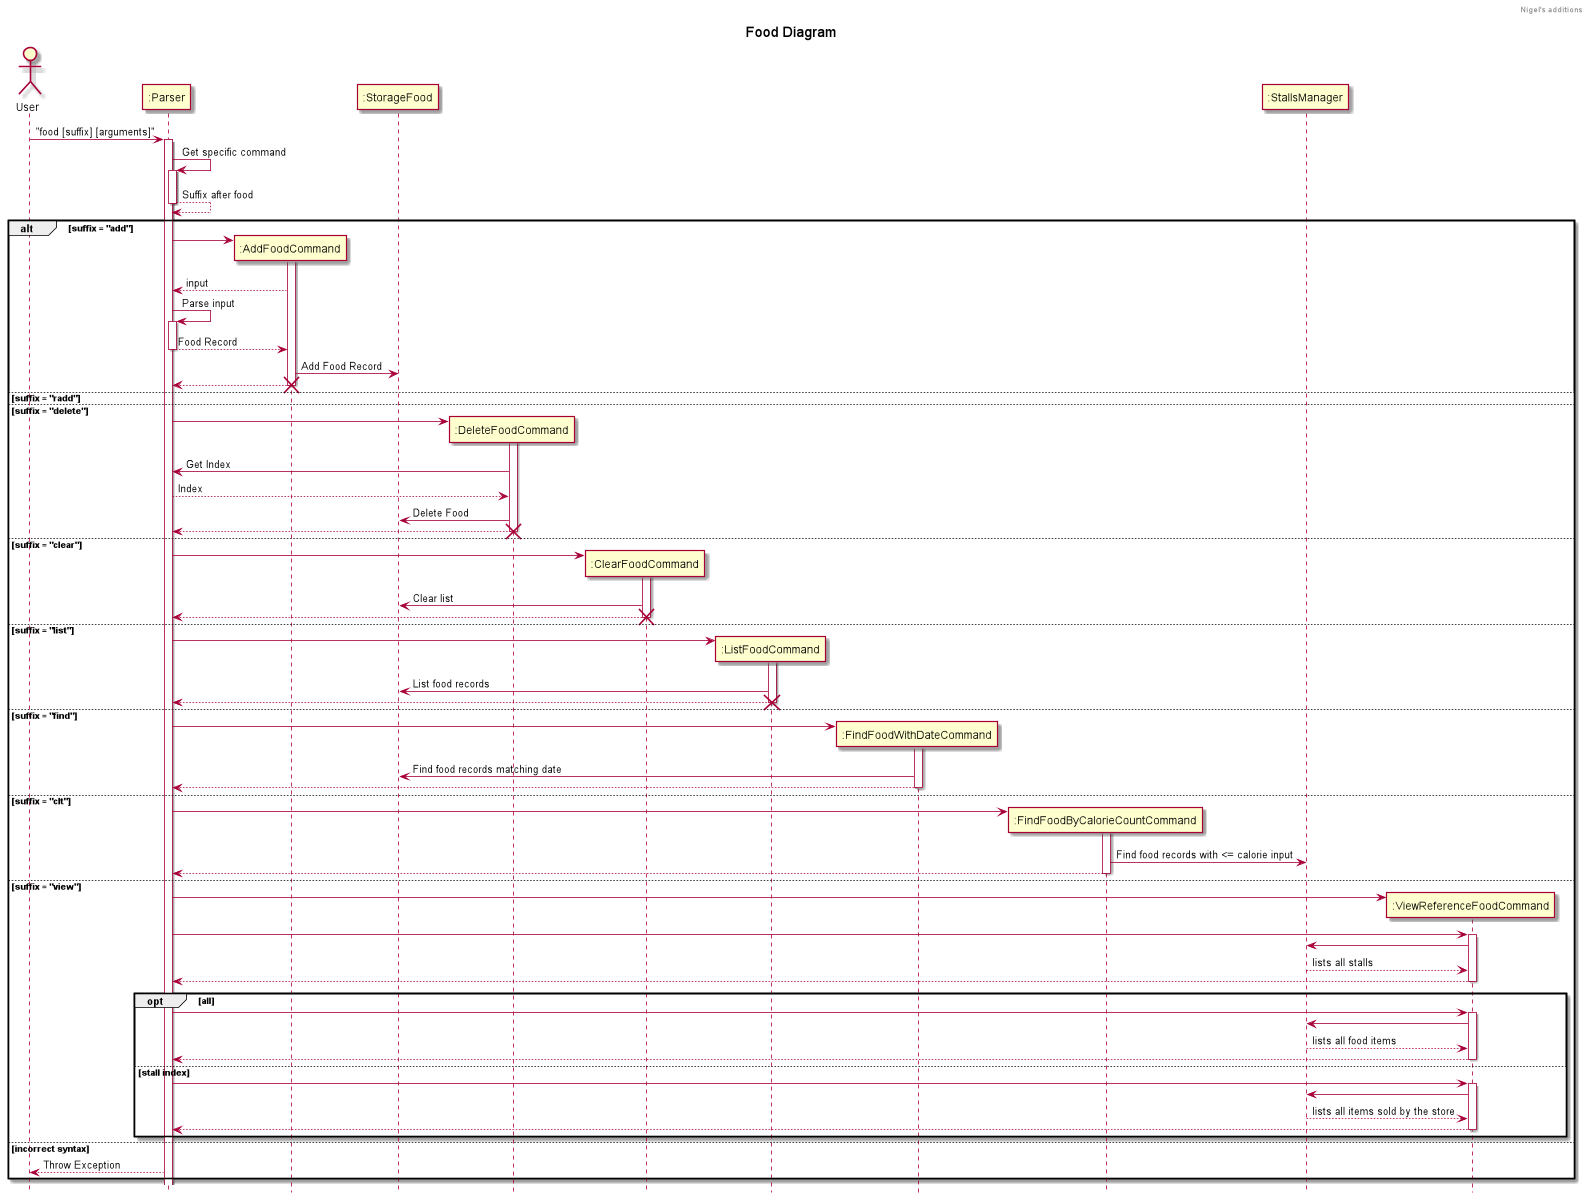 Nigel's additions
Food Diagram
User
:Parser
:StorageFood
:StallsManager
"food [suffix] [arguments]"
Get specific command
Suffix after food
alt
[suffix = "add"]
:AddFoodCommand
input
Parse input
Food Record
Add Food Record
[suffix = "radd"]
[suffix = "delete"]
:DeleteFoodCommand
Get Index
Index
Delete Food
[suffix = "clear"]
:ClearFoodCommand
Clear list
[suffix = "list"]
:ListFoodCommand
List food records
[suffix = "find"]
:FindFoodWithDateCommand
Find food records matching date
[suffix = "clt"]
:FindFoodByCalorieCountCommand
Find food records with <= calorie input
[suffix = "view"]
:ViewReferenceFoodCommand
lists all stalls
opt
[all]
lists all food items
[stall index]
lists all items sold by the store
[incorrect syntax]
Throw Exception